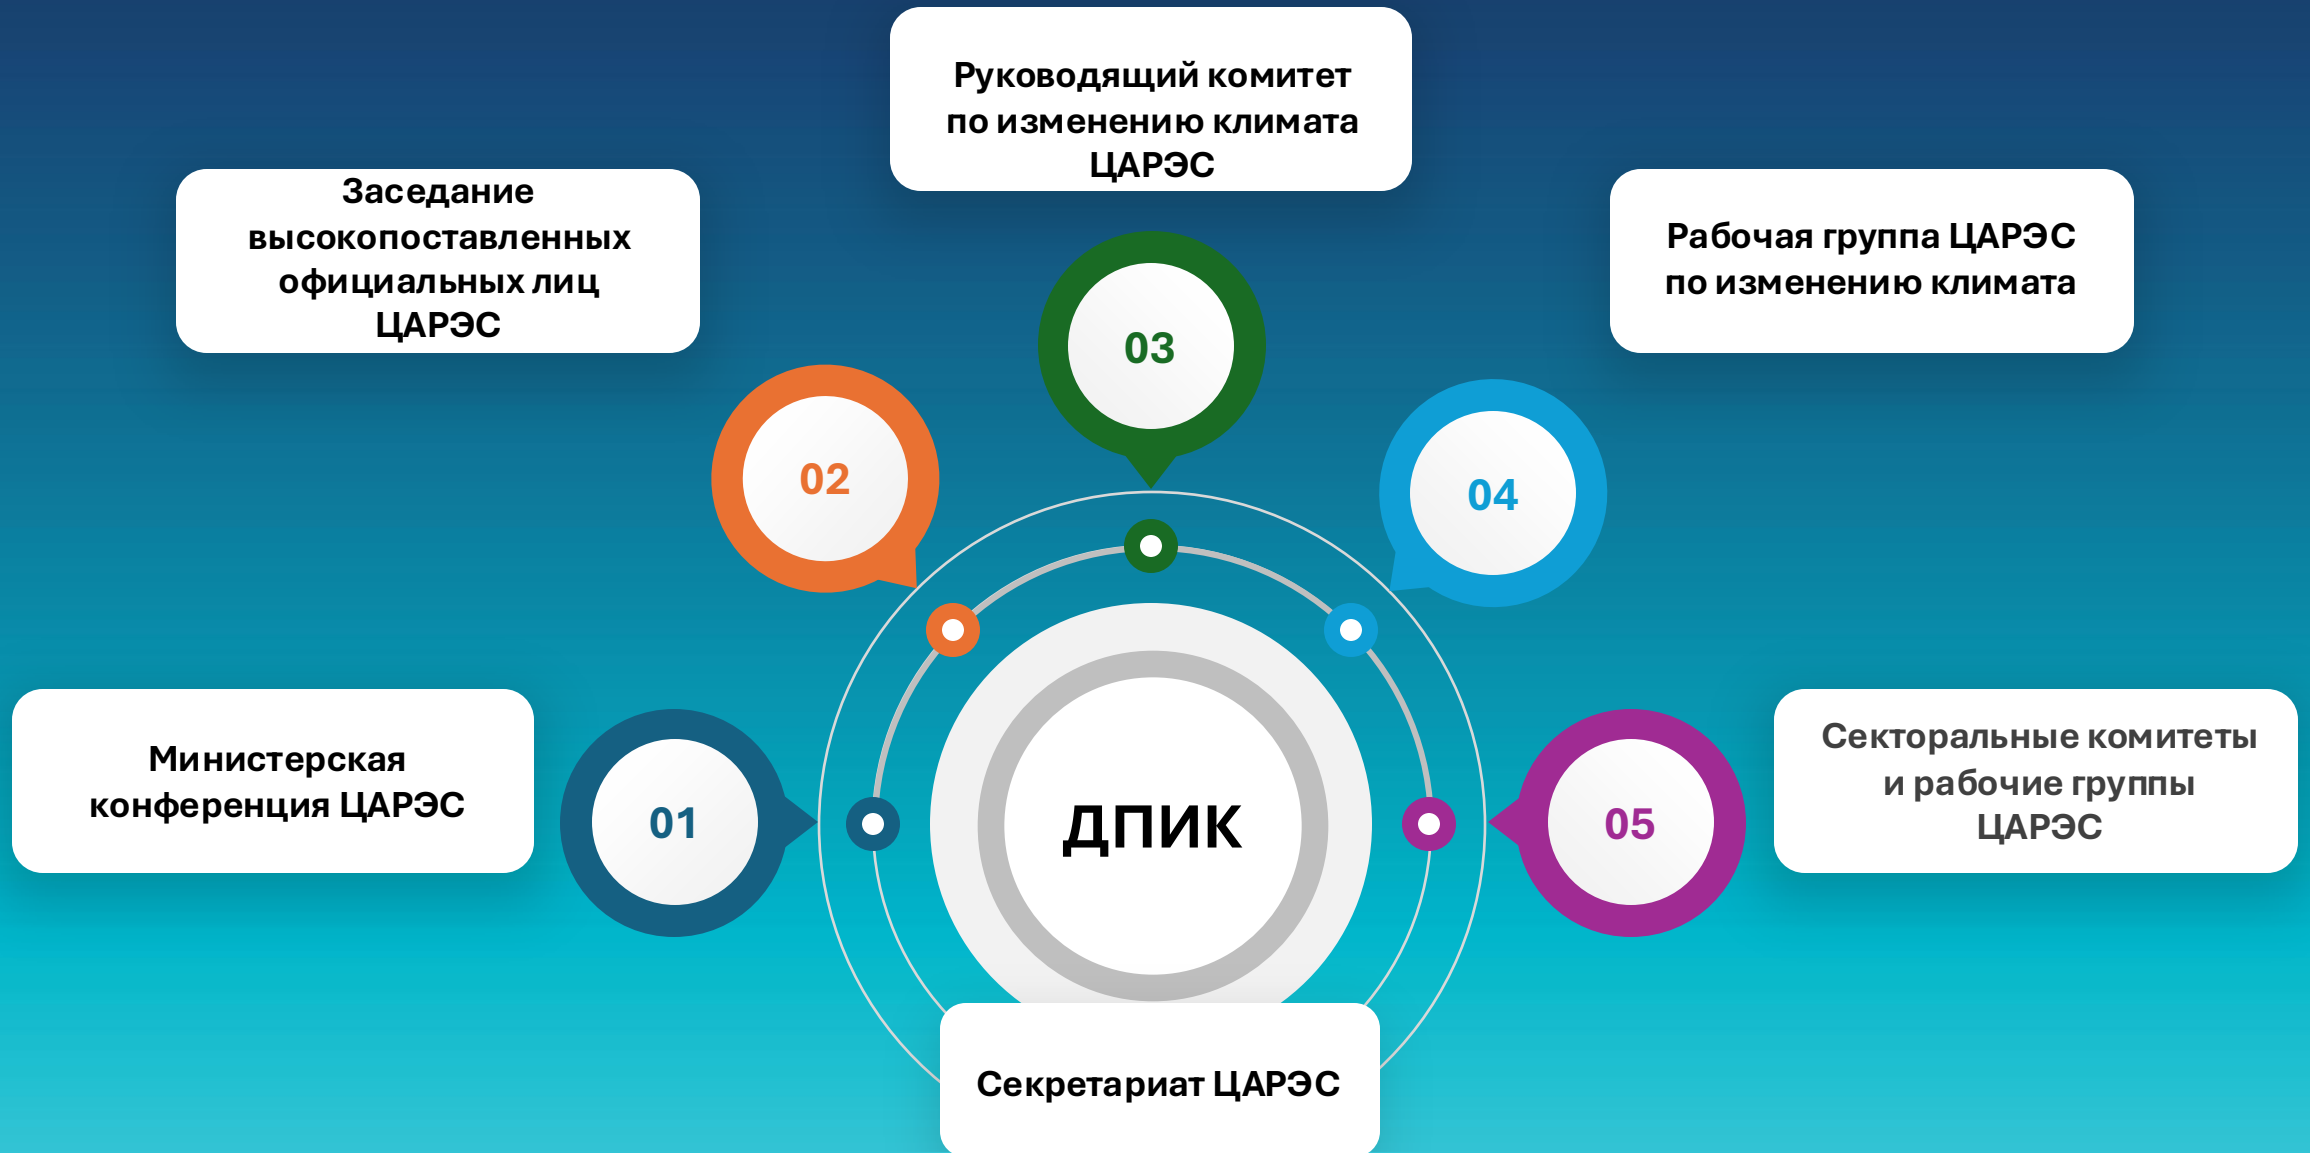 Руководящий комитет
по изменению климата
ЦАРЭС
Заседание
высокопоставленных
официальных лиц
ЦАРЭС
Рабочая группа ЦАРЭС
по изменению климата
03
02
04
Министерская
конференция ЦАРЭС
01
ДПИК
05
Секторальные комитеты
и рабочие группы
ЦАРЭС
Секретариат ЦАРЭС